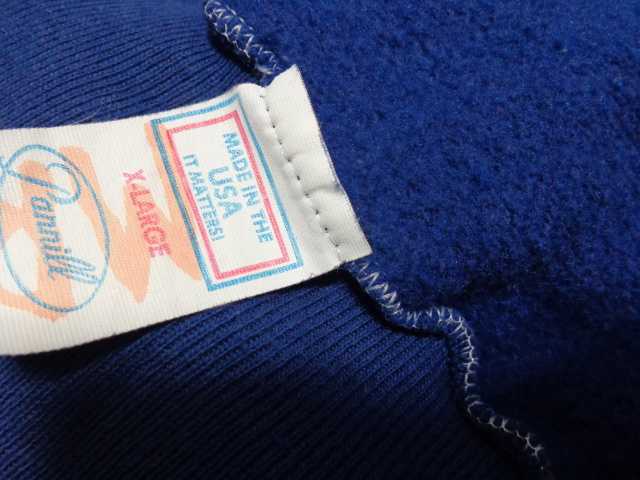 Pannill
X-LARGE
MADE IN THE
USA
IT MATTERS!